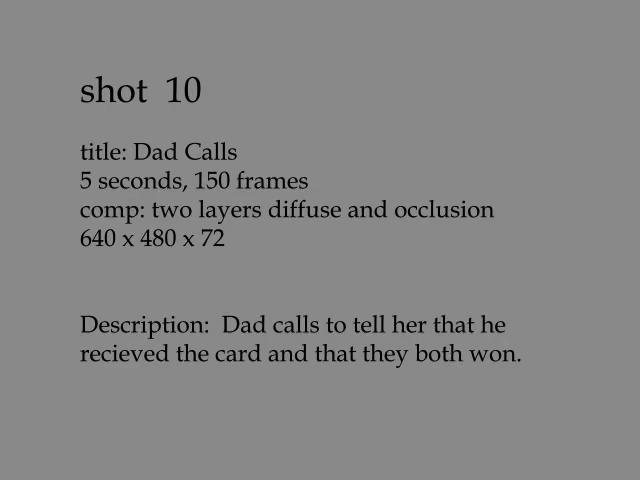 shot  10
title: Dad Calls
5 seconds, 150 frames
comp: two layers diffuse and occlusion
640 x 480 x 72
Description:  Dad calls to tell her that he
recieved the card and that they both won.